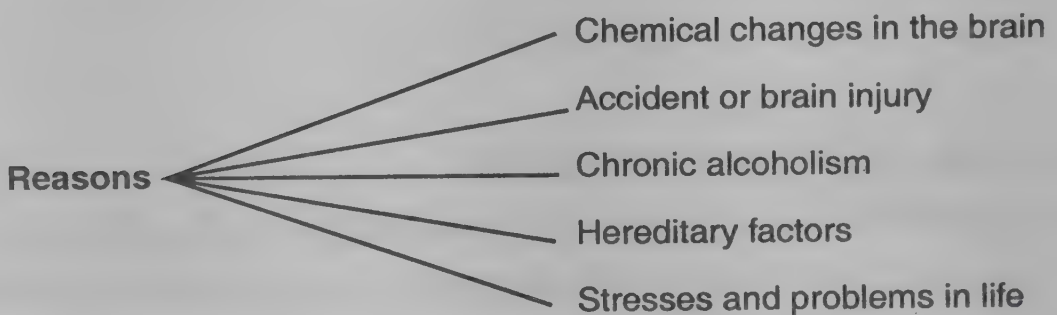 Chemical changes in the brain
Accident or brain injury
Reasons
Chronic alcoholism
Hereditary factors
Stresses and problems in life